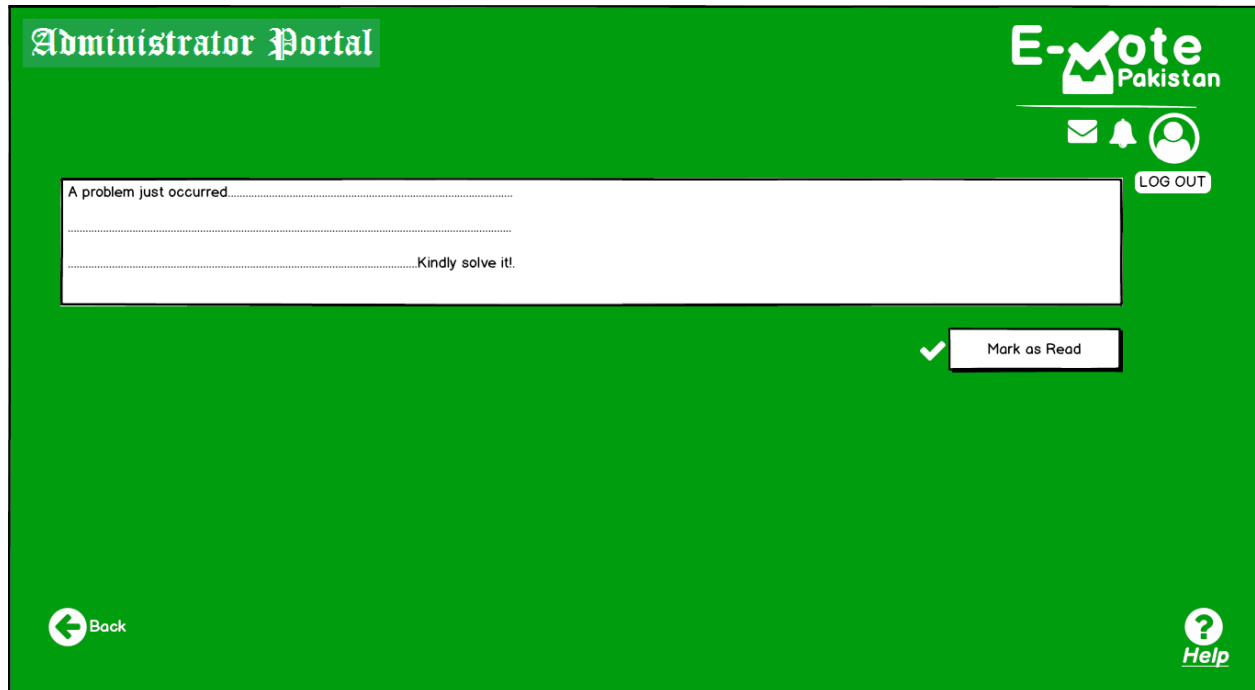 Administrator Portal
E-Vote
Pakistan
LOG OUT
A problem just occurred..................................................................................................
..........................................................................................................................................................
.........................................................................................................................Kindly solve it!.
Mark as Read
Back
Help